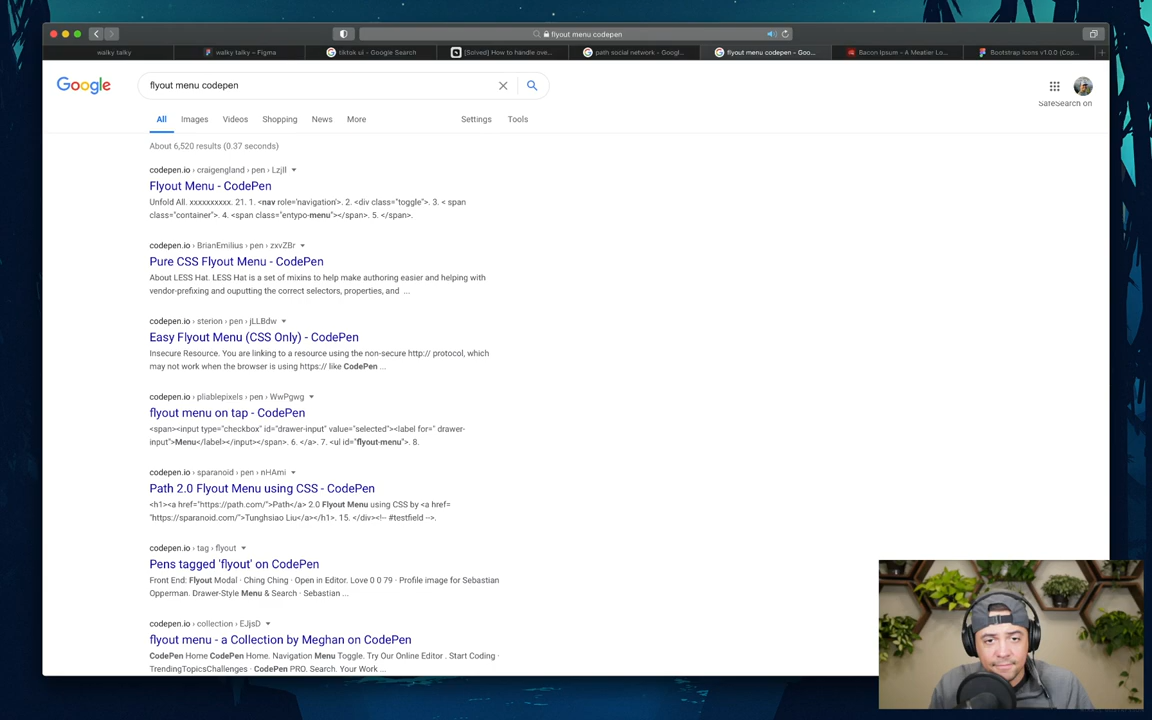 flyout menu codepen
walky talky
walky talky – Figma
tiktok ui - Google Search
[Solved] How to handle ove...
path social network - Googl...
flyout menu codepen - Goo...
Bacon Ipsum - A Meatier Lo...
Bootstrap Icons v1.0.0 (Cop...
Google
flyout menu codepen
SafeSearch on
All
Images
Videos
Shopping
News
More
Settings
Tools
About 6,520 results (0.37 seconds)
codepen.io › craigengland › pen › Lzjll
Flyout Menu - CodePen
Unfold All. xxxxxxxxxx. 21. 1. <nav role='navigation'>. 2. <div class="toggle">. 3. < span
class="container">. 4. <span class="entypo-menu"></span>. 5. </span>.
codepen.io › BrianEmilius › pen › zxvZBr
Pure CSS Flyout Menu - CodePen
About LESS Hat. LESS Hat is a set of mixins to help make authoring easier and helping with
vendor-prefixing and ouputting the correct selectors, properties, and ...
codepen.io › sterion › pen › jLLBdw
Easy Flyout Menu (CSS Only) - CodePen
Insecure Resource. You are linking to a resource using the non-secure http:// protocol, which
may not work when the browser is using https:// like CodePen ...
codepen.io › pliablepixels › pen › WwPgwg
flyout menu on tap - CodePen
<span><input type="checkbox" id="drawer-input" value="selected"><label for=" drawer-
input">Menu</label></input></span>. 6. </a>. 7. <ul id="flyout-menu">. 8.
codepen.io › sparanoid › pen › nHAmi
Path 2.0 Flyout Menu using CSS - CodePen
<h1><a href="https://path.com/">Path</a> 2.0 Flyout Menu using CSS by <a href=
"https://sparanoid.com/">Tunghsiao Liu</a></h1>. 15. </div><!-- #testfield -->.
codepen.io › tag › flyout
Pens tagged 'flyout' on CodePen
Front End: Flyout Modal · Ching Ching · Open in Editor. Love 0 0 79 · Profile image for Sebastian
Opperman. Drawer-Style Menu & Search · Sebastian ...
codepen.io › collection › EJjsD
flyout menu - a Collection by Meghan on CodePen
CodePen Home CodePen Home. Navigation Menu Toggle. Try Our Online Editor . Start Coding ·
TrendingTopicsChallenges · CodePen PRO. Search. Your Work ...